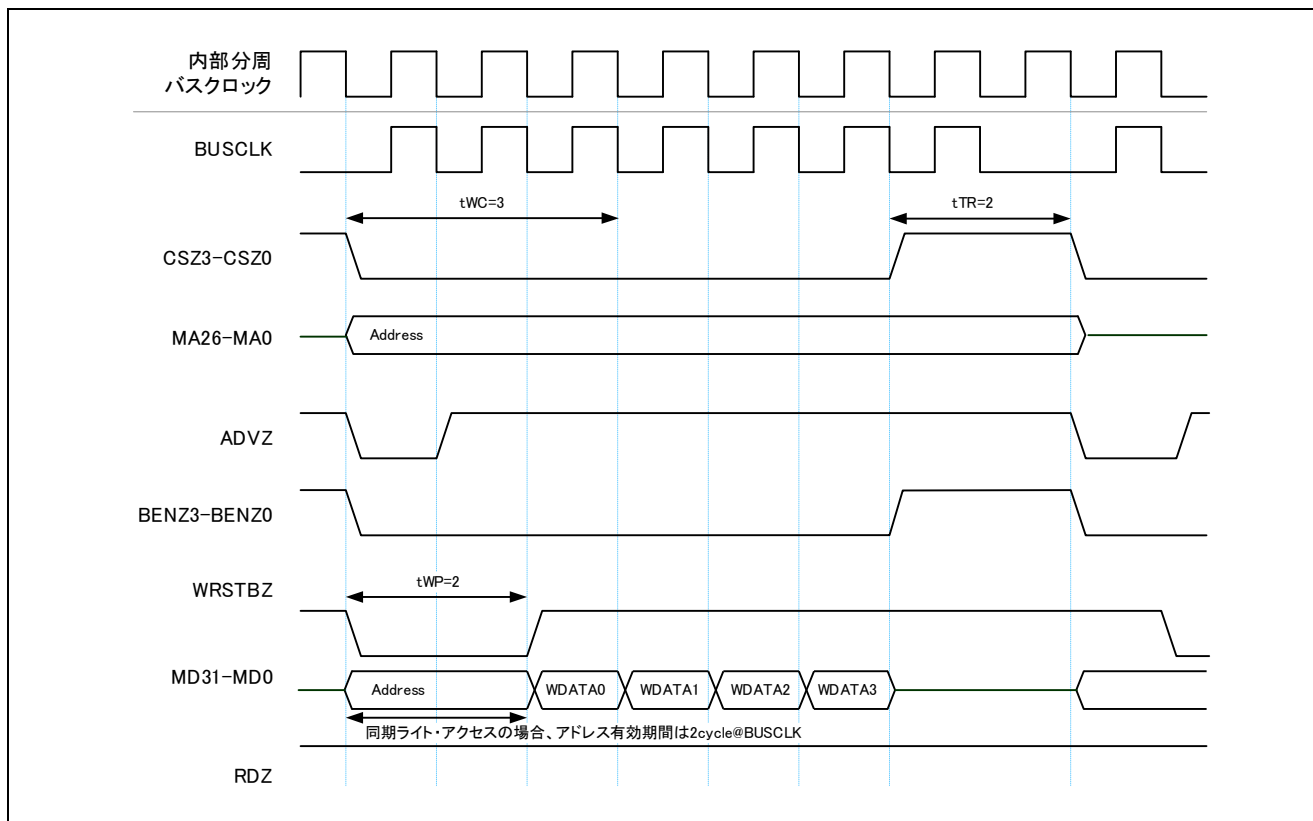 内部分周
バスクロック
BUSCLK
tWC=3
tTR=2
CSZ3-CSZ0
MA26-MA0
Address
ADVZ
BENZ3-BENZ0
WRSTBZ
tWP=2
MD31-MD0
Address
WDATA0
WDATA1
WDATA2
WDATA3
同期ライト・アクセスの場合、アドレス有効期間は2cycle@BUSCLK
RDZ